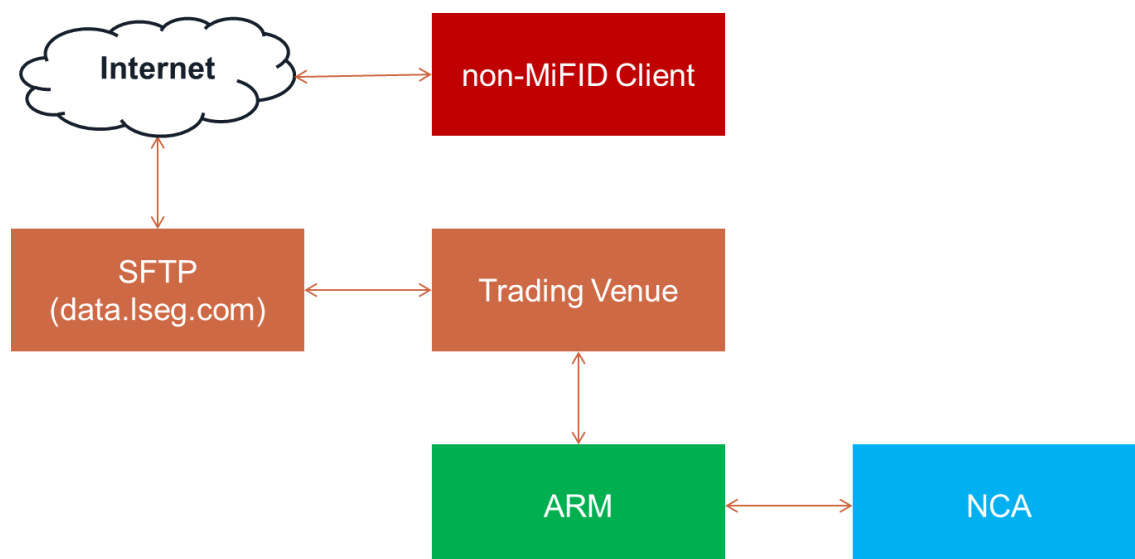 Internet
non-MiFID Client
SFTP
(data.lseg.com)
Trading Venue
ARM
NCA